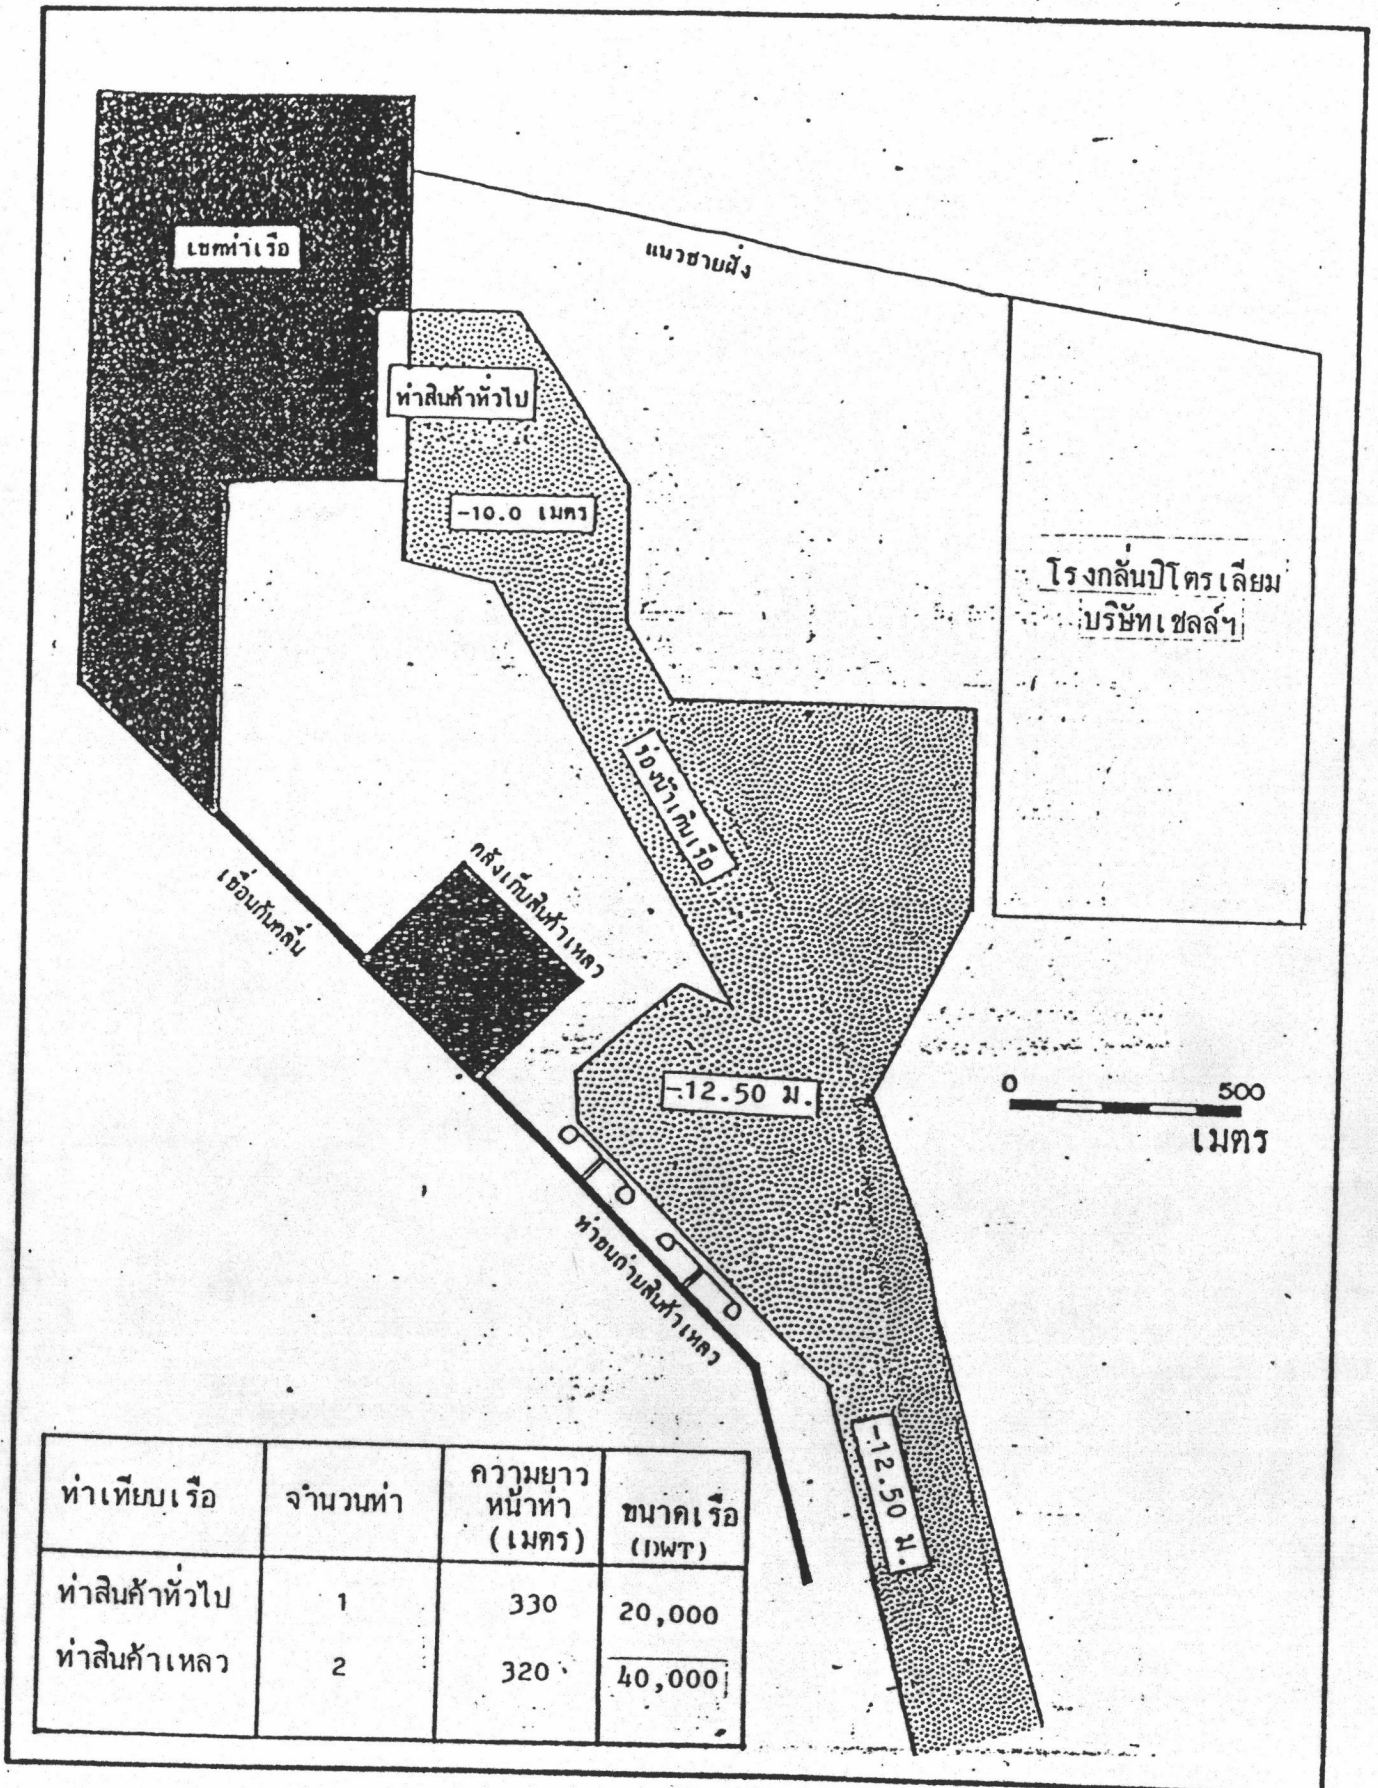 เขตท่าเรือ
แนวชายฝั่ง
ท่าสินค้าทั่วไป
-10.0 เมตร
โรงกลั่นปิโตรเลียม
บริษัทเชลล์ฯ
ร่องน้ำเดินเรือ
คลังเก็บสินค้าเหลว
เขื่อนกันคลื่น
-12.50 ม.
0 500
เมตร
ท่าขนถ่ายสินค้าเหลว
-12.50 ม.
ท่าเทียบเรือ จำนวนท่า ความยาว
หน้าท่า
(เมตร) ขนาดเรือ
(DWT)
ท่าสินค้าทั่วไป 1 330 20,000
ท่าสินค้าเหลว 2 320 40,000